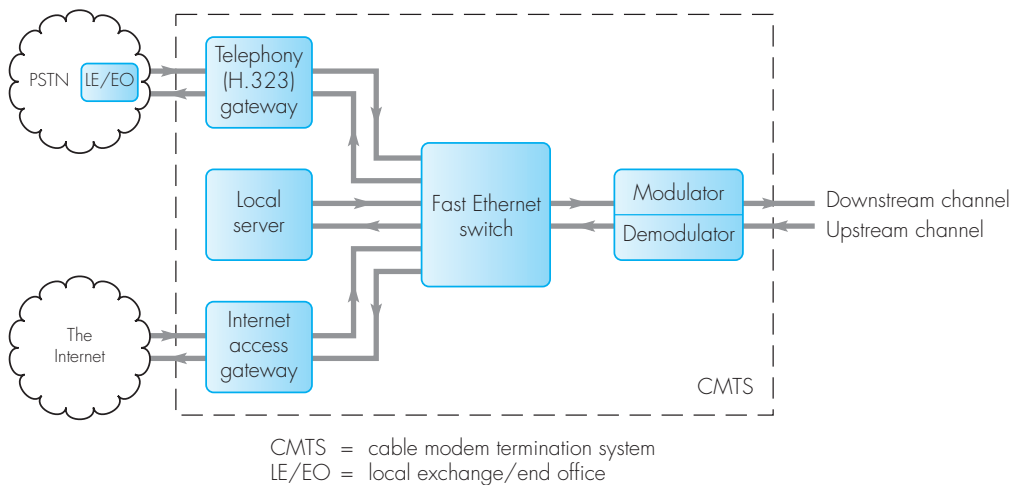 PSTN
LE/EO
Telephony
(H.323)
gateway
Local
server
Fast Ethernet
switch
Modulator
Demodulator
Downstream channel
Upstream channel
The
Internet
Internet
access
gateway
CMTS
CMTS = cable modem termination system
LE/EO = local exchange/end office